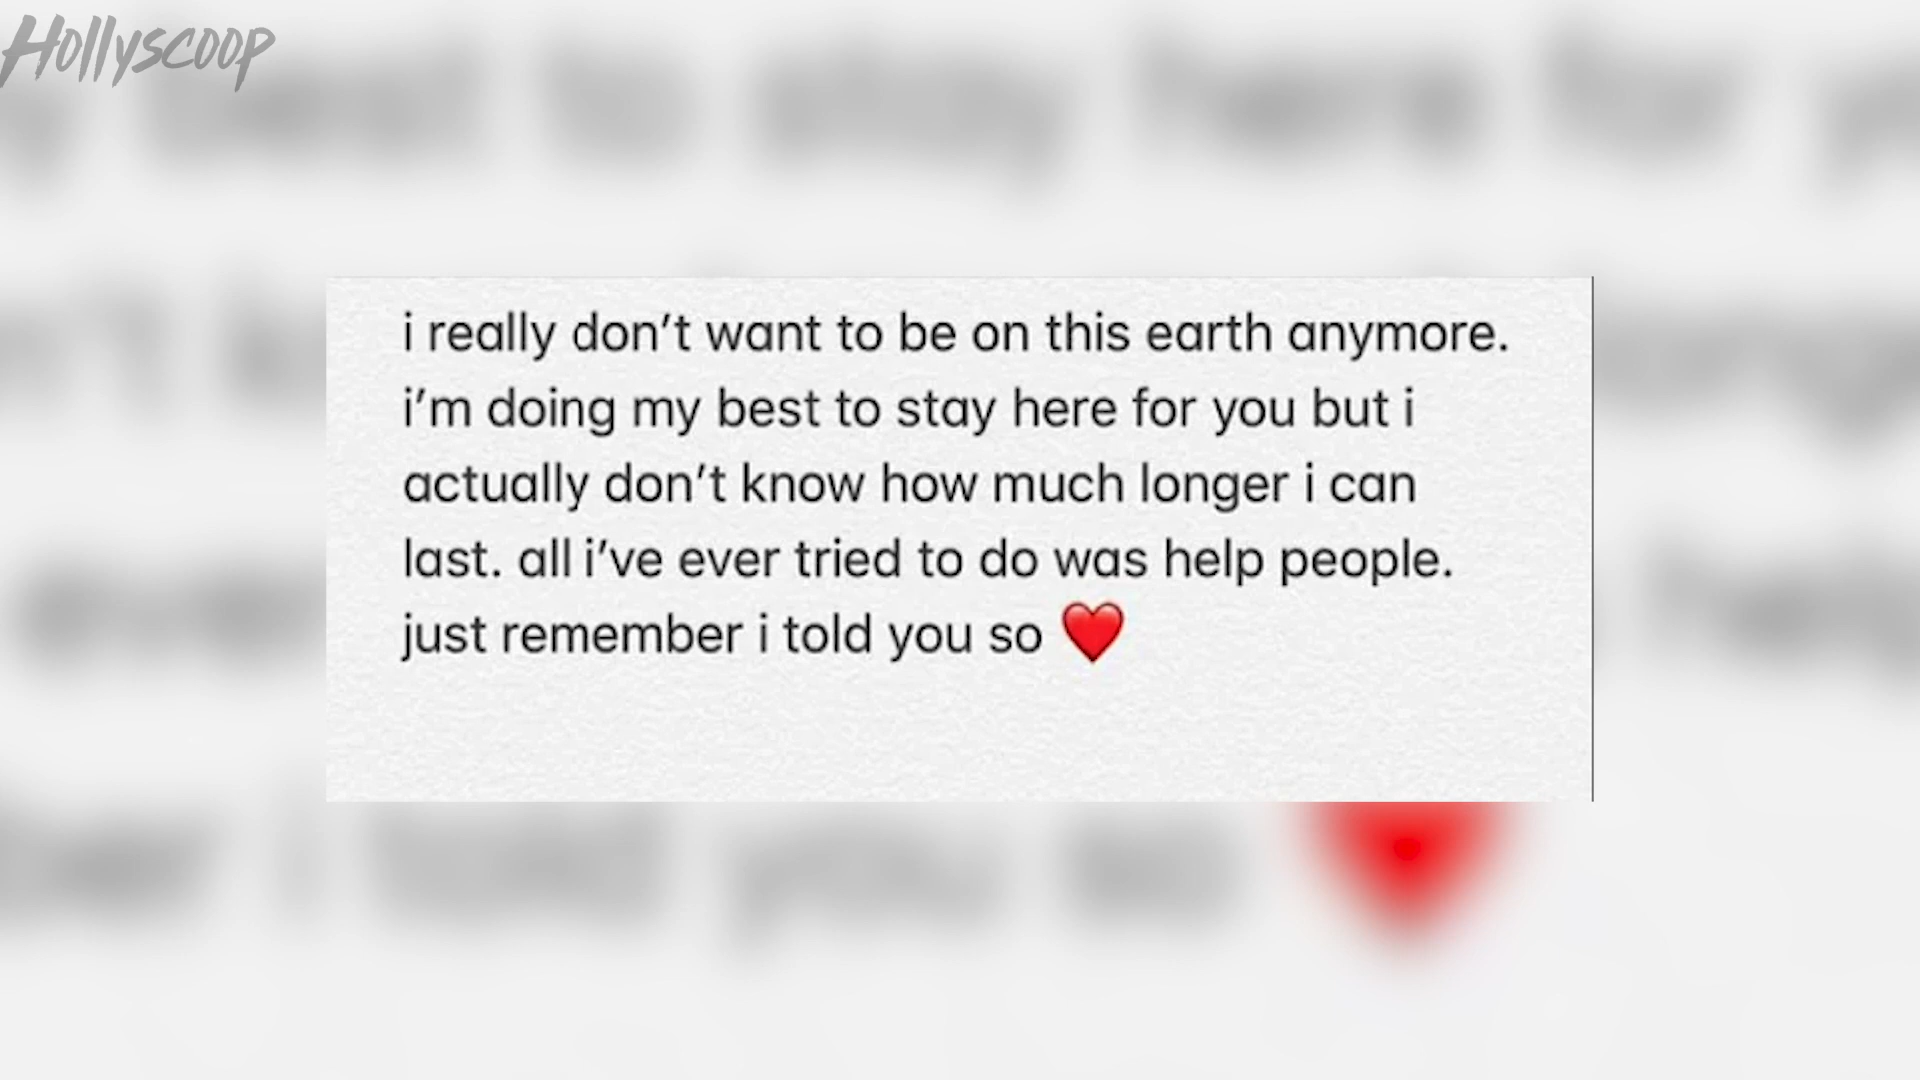 Hollyscoop
i really don’t want to be on this earth anymore.
i’m doing my best to stay here for you but i
actually don’t know how much longer i can
last. all i’ve ever tried to do was help people.
just remember i told you so ❤️